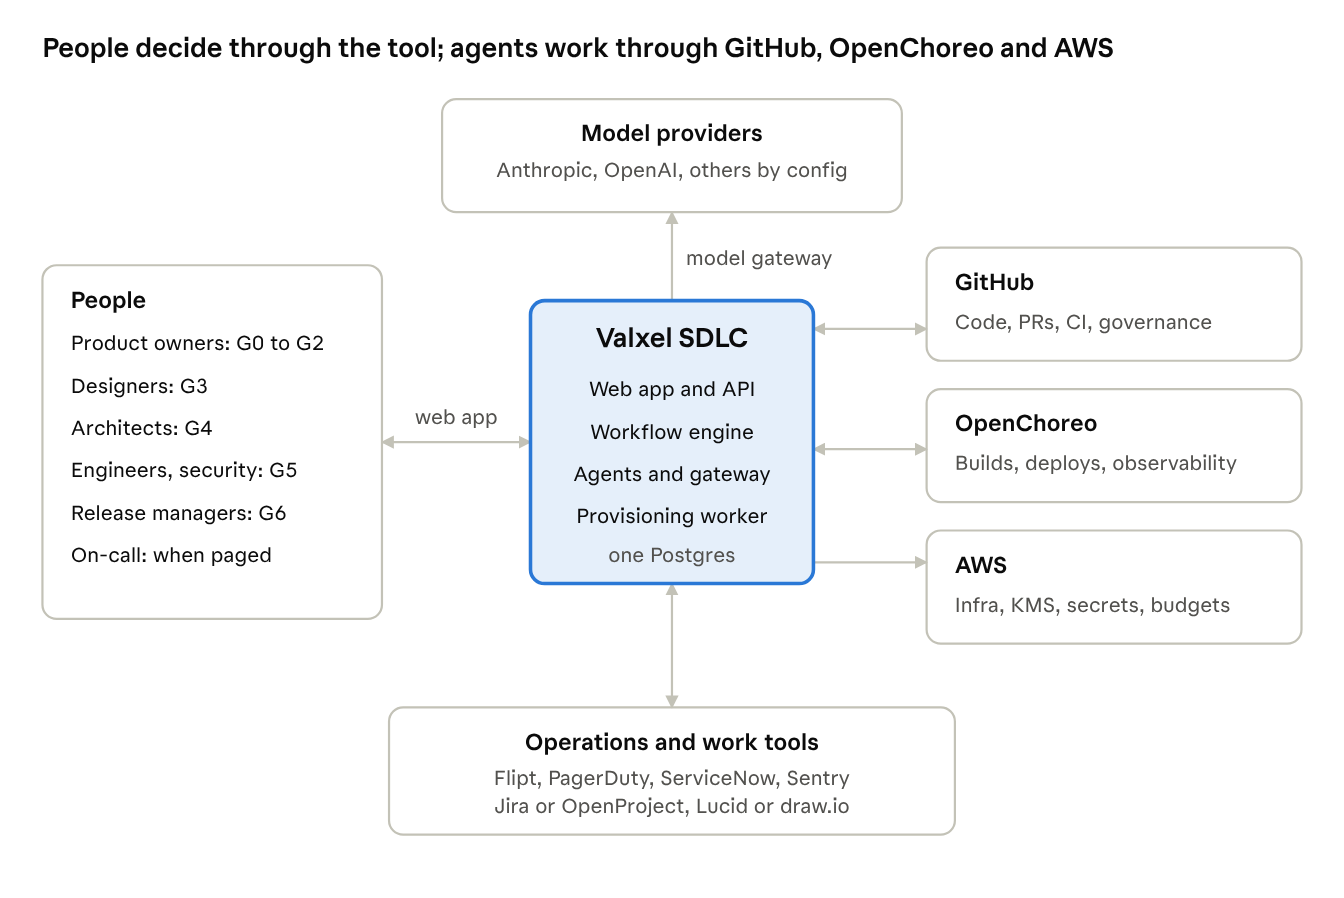 People decide through the tool; agents work through GitHub, OpenChoreo and AWS
Model providers
Anthropic, OpenAI, others by config
model gateway
People
Product owners: G0 to G2
Designers: G3
Architects: G4
Engineers, security: G5
Release managers: G6
On-call: when paged
web app
Valxel SDLC
Web app and API
Workflow engine
Agents and gateway
Provisioning worker
one Postgres
GitHub
Code, PRs, CI, governance
OpenChoreo
Builds, deploys, observability
AWS
Infra, KMS, secrets, budgets
Operations and work tools
Flipt, PagerDuty, ServiceNow, Sentry
Jira or OpenProject, Lucid or draw.io